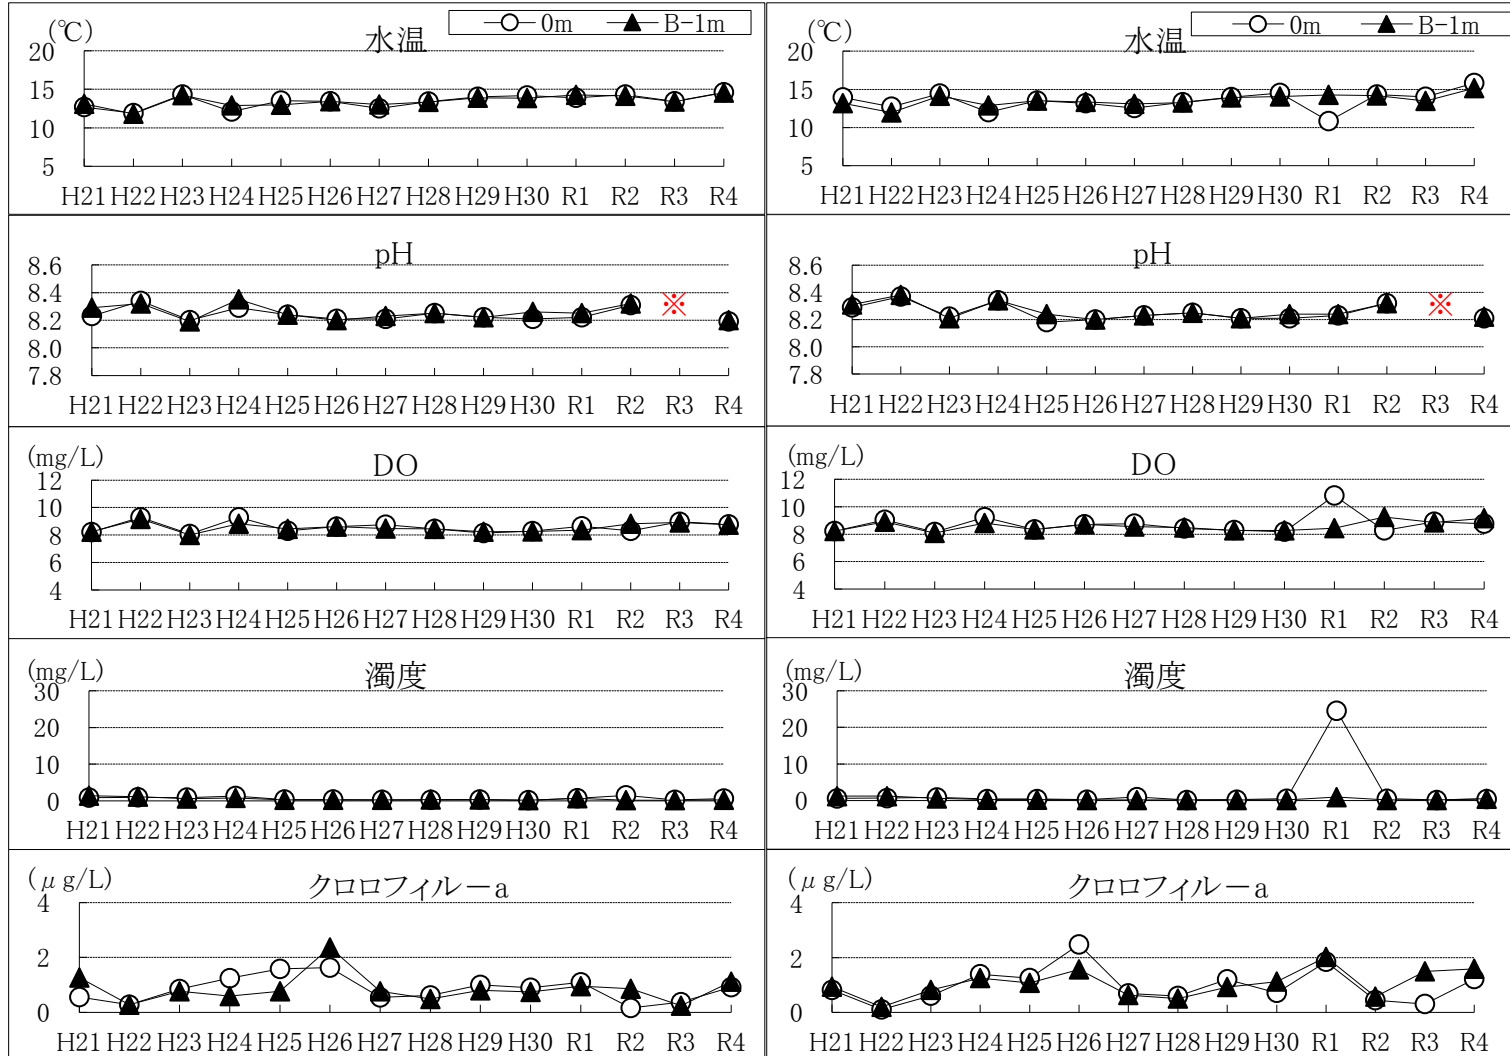 (℃) 水温 0m B-1m
20
15
10
5
H21 H22 H23 H24 H25 H26 H27 H28 H29 H30 R1 R2 R3 R4
(℃) 水温 0m B-1m
20
15
10
5
H21 H22 H23 H24 H25 H26 H27 H28 H29 H30 R1 R2 R3 R4
pH
8.6
8.4
8.2
8.0
7.8
※
H21 H22 H23 H24 H25 H26 H27 H28 H29 H30 R1 R2 R3 R4
pH
8.6
8.4
8.2
8.0
7.8
※
H21 H22 H23 H24 H25 H26 H27 H28 H29 H30 R1 R2 R3 R4
(mg/L) DO
12
10
8
6
4
H21 H22 H23 H24 H25 H26 H27 H28 H29 H30 R1 R2 R3 R4
(mg/L) DO
12
10
8
6
4
H21 H22 H23 H24 H25 H26 H27 H28 H29 H30 R1 R2 R3 R4
(mg/L) 濁度
30
20
10
0
H21 H22 H23 H24 H25 H26 H27 H28 H29 H30 R1 R2 R3 R4
(mg/L) 濁度
30
20
10
0
H21 H22 H23 H24 H25 H26 H27 H28 H29 H30 R1 R2 R3 R4
(μg/L) クロロフィルーa
4
2
0
H21 H22 H23 H24 H25 H26 H27 H28 H29 H30 R1 R2 R3 R4
(μg/L) クロロフィルーa
4
2
0
H21 H22 H23 H24 H25 H26 H27 H28 H29 H30 R1 R2 R3 R4